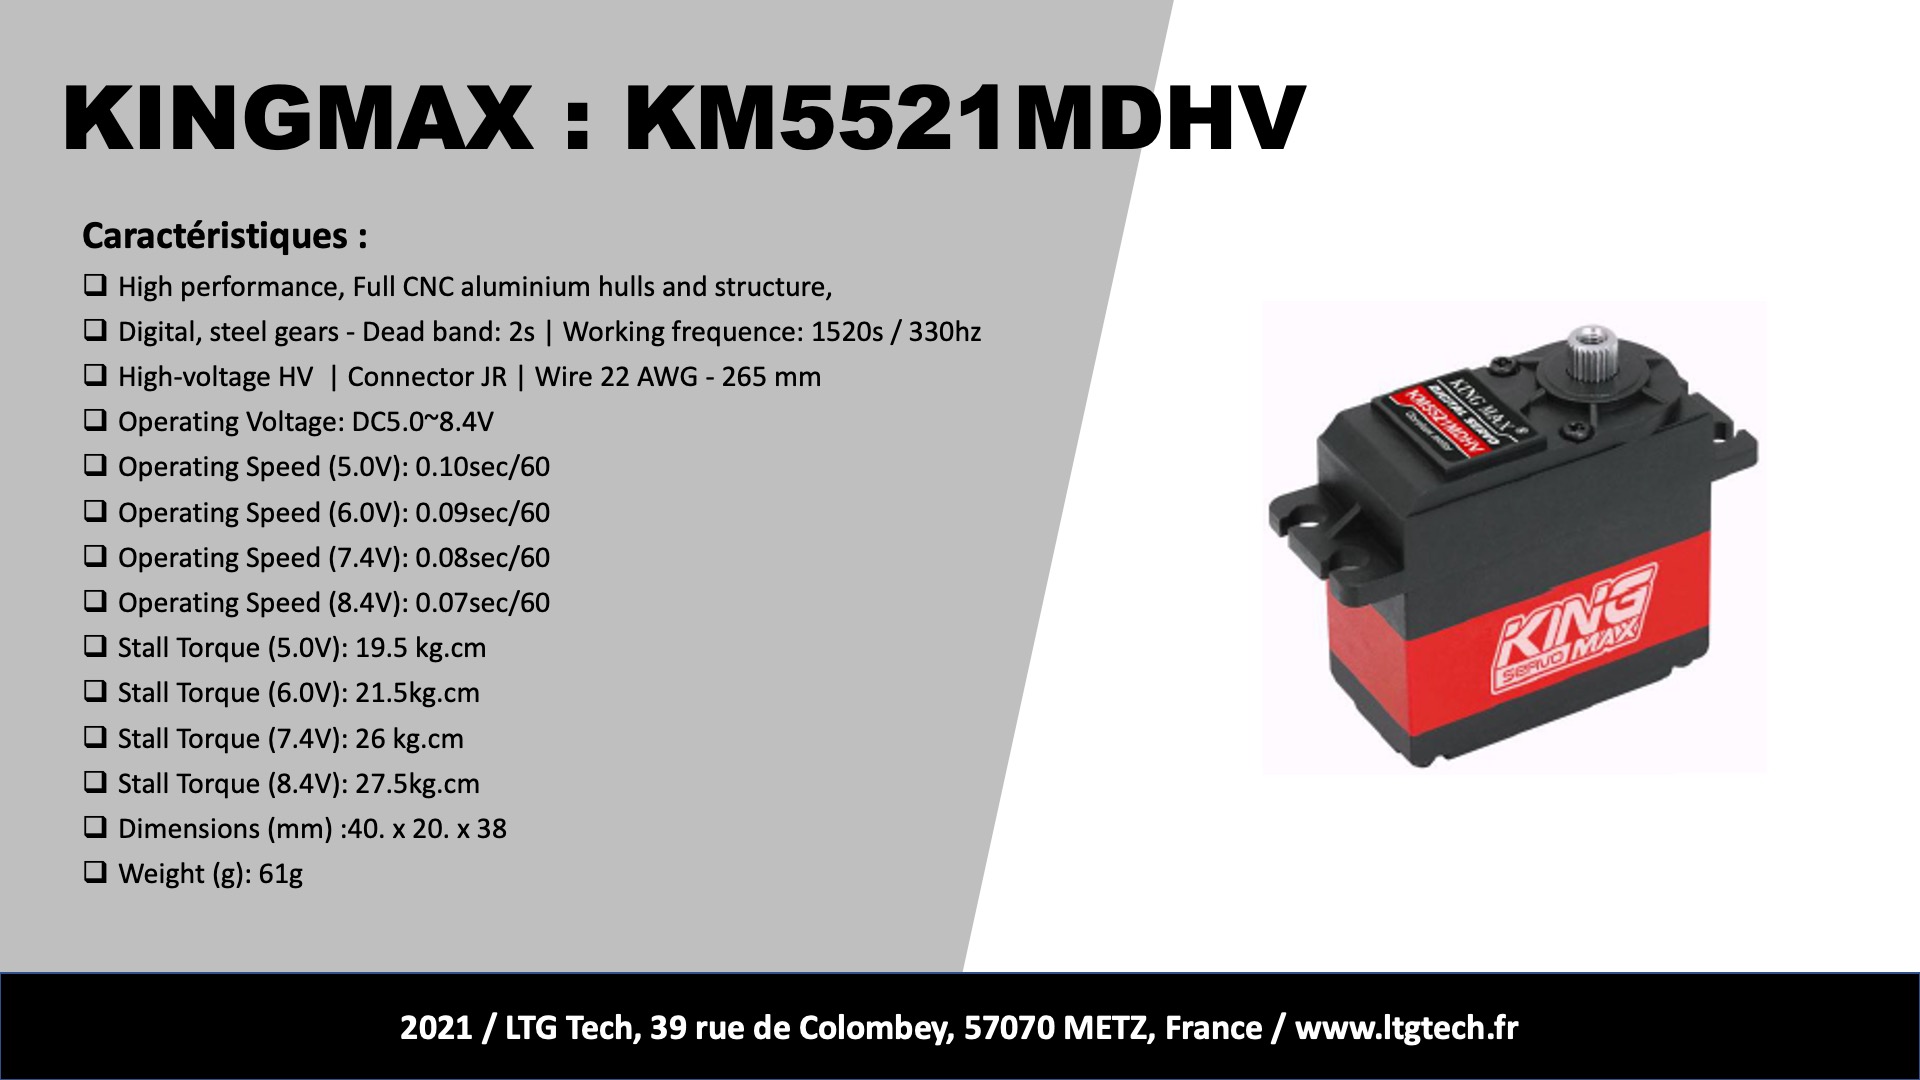 KINGMAX : KM5521MDHV
Caractéristiques :
High performance, Full CNC aluminium hulls and structure,
Digital, steel gears - Dead band: 2s | Working frequence: 1520s / 330hz
High-voltage HV | Connector JR | Wire 22 AWG - 265 mm
Operating Voltage: DC5.0~8.4V
Operating Speed (5.0V): 0.10sec/60
Operating Speed (6.0V): 0.09sec/60
Operating Speed (7.4V): 0.08sec/60
Operating Speed (8.4V): 0.07sec/60
Stall Torque (5.0V): 19.5 kg.cm
Stall Torque (6.0V): 21.5kg.cm
Stall Torque (7.4V): 26 kg.cm
Stall Torque (8.4V): 27.5kg.cm
Dimensions (mm) :40. x 20. x 38
Weight (g): 61g
KING MAX ®
DIGITAL SERVO
KM5521MDHV
KING
SERVO MAX
2021 / LTG Tech, 39 rue de Colombey, 57070 METZ, France / www.ltgtech.fr